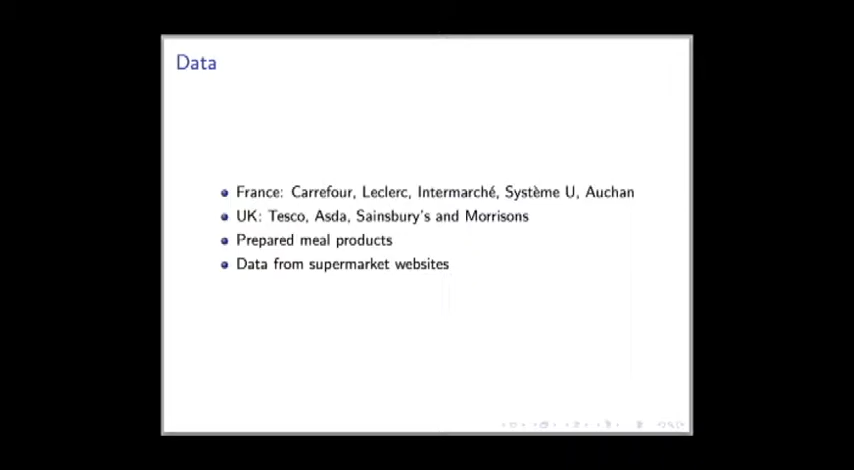 Data
France: Carrefour, Leclerc, Intermarché, Système U, Auchan
UK: Tesco, Asda, Sainsbury's and Morrisons
Prepared meal products
Data from supermarket websites